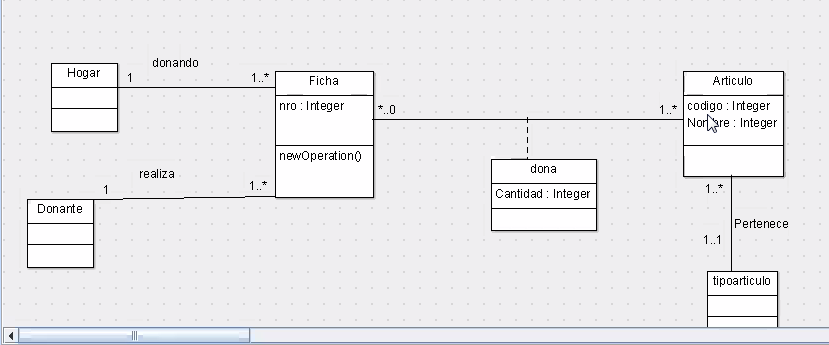 Hogar
1
donando
1..*
Ficha
nro : Integer
newOperation()
*..0
1..*
Articulo
codigo : Integer
: Integer
dona
Cantidad : Integer
realiza
1
1..*
Donante
1..*
Pertenece
1..1
tipoarticulo